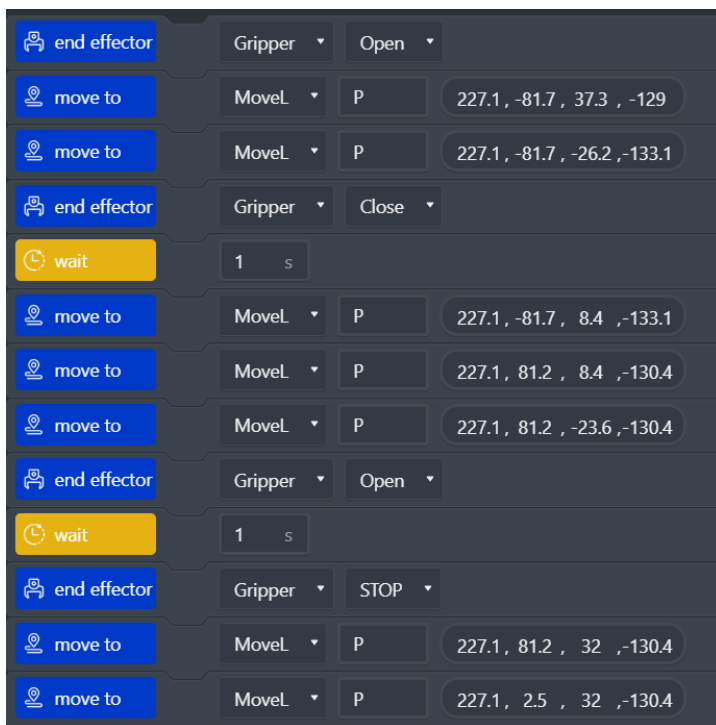 end effector Gripper Open
move to MoveL P 227.1 , -81.7 , 37.3 , -129
move to MoveL P 227.1 , -81.7 , -26.2 ,-133.1
end effector Gripper Close
wait 1 s
move to MoveL P 227.1 , -81.7 , 8.4 ,-133.1
move to MoveL P 227.1 , 81.2 , 8.4 ,-130.4
move to MoveL P 227.1 , 81.2 , -23.6 ,-130.4
end effector Gripper Open
wait 1 s
end effector Gripper STOP
move to MoveL P 227.1 , 81.2 , 32 ,-130.4
move to MoveL P 227.1 , 2.5 , 32 ,-130.4